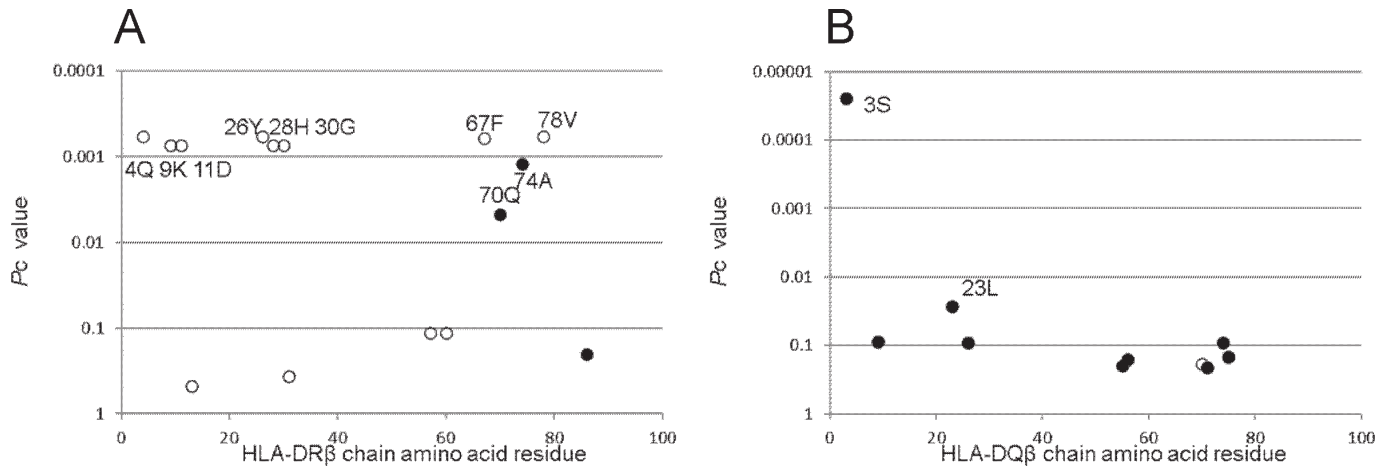 A
0.0001
0.001
0.01
0.1
1
Pc value
26Y 28H 30G
67F
78V
4Q 9K 11D
74A
70Q
0 20 40 60 80 100
HLA-DRβ chain amino acid residue
B
0.00001
0.0001
0.001
0.01
0.1
1
Pc value
3S
23L
0 20 40 60 80 100
HLA-DQβ chain amino acid residue